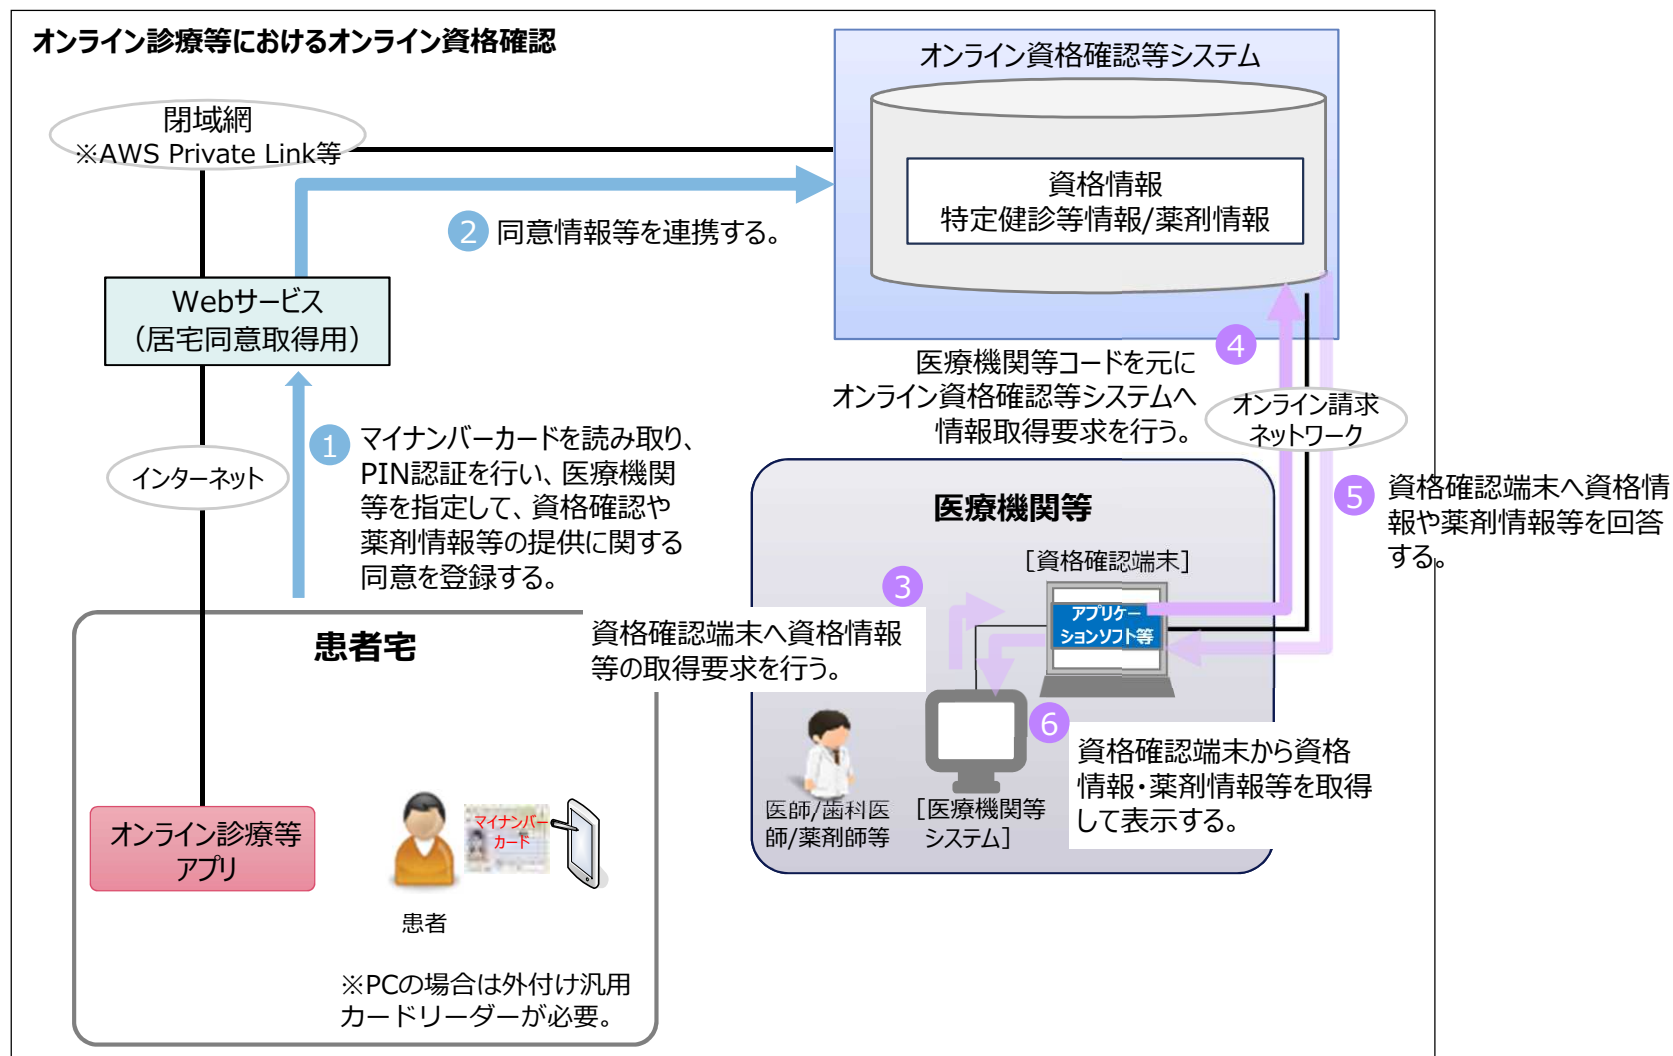 オンライン診療等におけるオンライン資格確認
オンライン資格確認等システム
閉域網
※AWS Private Link等
資格情報
特定健診等情報/薬剤情報
2 同意情報等を連携する。
Webサービス
（居宅同意取得用）
4
医療機関等コードを元に
オンライン資格確認等システムへ
情報取得要求を行う。
オンライン請求
ネットワーク
1 マイナンバーカードを読み取り、
PIN認証を行い、医療機関
等を指定して、資格確認や
薬剤情報等の提供に関する
同意を登録する。
インターネット
5 資格確認端末へ資格情
報や薬剤情報等を回答
する。
医療機関等
［資格確認端末］
アプリケー
ションソフト等
3
資格確認端末へ資格情報
等の取得要求を行う。
患者宅
6
資格確認端末から資格
情報・薬剤情報等を取得
して表示する。
医師/歯科医
師/薬剤師等
［医療機関等
システム］
オンライン診療等
アプリ
マイナンバー
カード
患者
※PCの場合は外付け汎用
カードリーダーが必要。